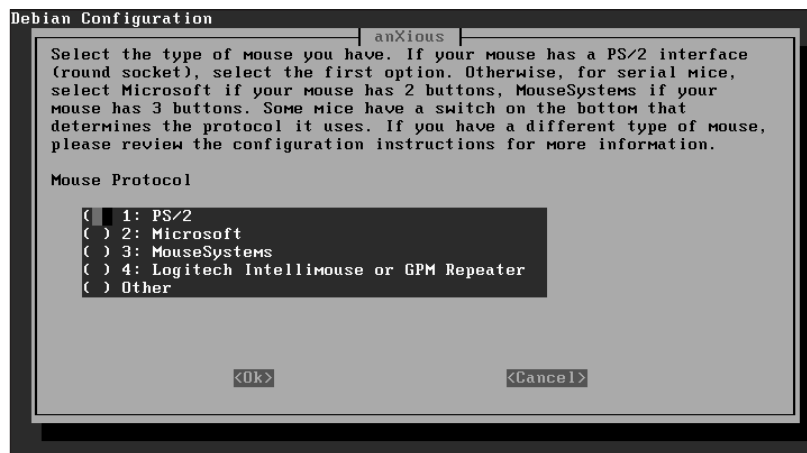 Debian Configuration
anXious
Select the type of mouse you have. If your mouse has a PS/2 interface
(round socket), select the first option. Otherwise, for serial mice,
select Microsoft if your mouse has 2 buttons, MouseSystems if your
mouse has 3 buttons. Some mice have a switch on the bottom that
determines the protocol it uses. If you have a different type of mouse,
please review the configuration instructions for more information.
Mouse Protocol
( 1: PS/2
( ) 2: Microsoft
( ) 3: MouseSystems
( ) 4: Logitech Intellimouse or GPM Repeater
( ) Other
<Ok> <Cancel>